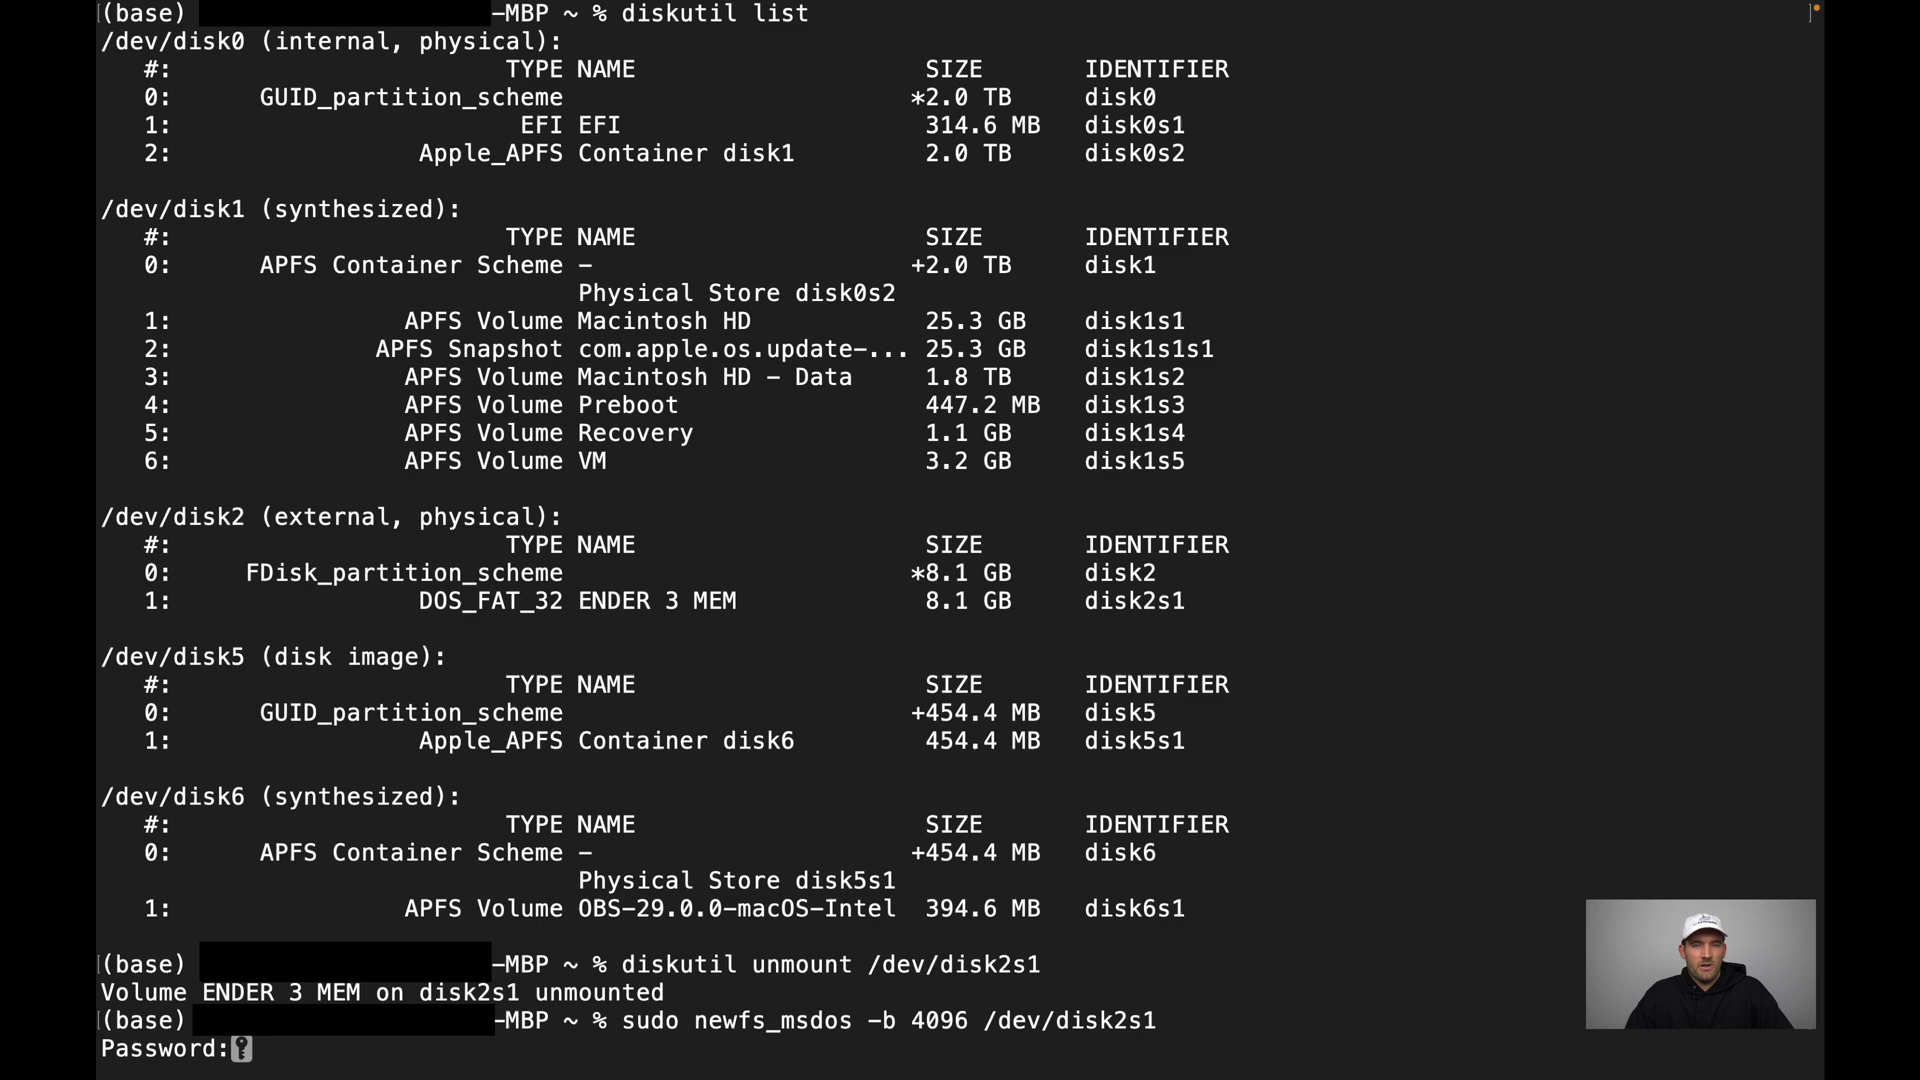 (base) -MBP ~ % diskutil list
/dev/disk0 (internal, physical):
#: TYPE NAME SIZE IDENTIFIER
0: GUID_partition_scheme *2.0 TB disk0
1: EFI EFI 314.6 MB disk0s1
2: Apple_APFS Container disk1 2.0 TB disk0s2
/dev/disk1 (synthesized):
#: TYPE NAME SIZE IDENTIFIER
0: APFS Container Scheme - +2.0 TB disk1
Physical Store disk0s2
1: APFS Volume Macintosh HD 25.3 GB disk1s1
2: APFS Snapshot com.apple.os.update-... 25.3 GB disk1s1s1
3: APFS Volume Macintosh HD - Data 1.8 TB disk1s2
4: APFS Volume Preboot 447.2 MB disk1s3
5: APFS Volume Recovery 1.1 GB disk1s4
6: APFS Volume VM 3.2 GB disk1s5
/dev/disk2 (external, physical):
#: TYPE NAME SIZE IDENTIFIER
0: FDisk_partition_scheme *8.1 GB disk2
1: DOS_FAT_32 ENDER 3 MEM 8.1 GB disk2s1
/dev/disk5 (disk image):
#: TYPE NAME SIZE IDENTIFIER
0: GUID_partition_scheme +454.4 MB disk5
1: Apple_APFS Container disk6 454.4 MB disk5s1
/dev/disk6 (synthesized):
#: TYPE NAME SIZE IDENTIFIER
0: APFS Container Scheme - +454.4 MB disk6
Physical Store disk5s1
1: APFS Volume OBS-29.0.0-macOS-Intel 394.6 MB disk6s1
(base) -MBP ~ % diskutil unmount /dev/disk2s1
Volume ENDER 3 MEM on disk2s1 unmounted
(base) -MBP ~ % sudo newfs_msdos -b 4096 /dev/disk2s1
Password: